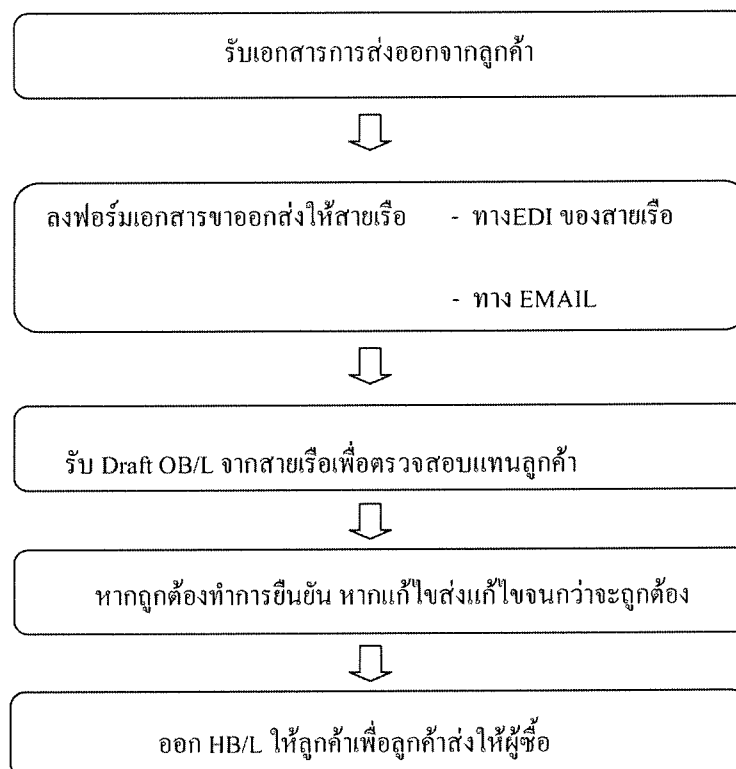 รับเอกสารการส่งออกจากลูกค้า
ลงฟอร์มเอกสารขาออกส่งให้สายเรือ - ทางEDI ของสายเรือ
- ทาง EMAIL
รับ Draft OB/L จากสายเรือเพื่อตรวจสอบแทนลูกค้า
หากถูกต้องทำการยืนยัน หากแก้ไขส่งแก้ไขจนกว่าจะถูกต้อง
ออก HB/L ให้ลูกค้าเพื่อลูกค้าส่งให้ผู้ซื้อ